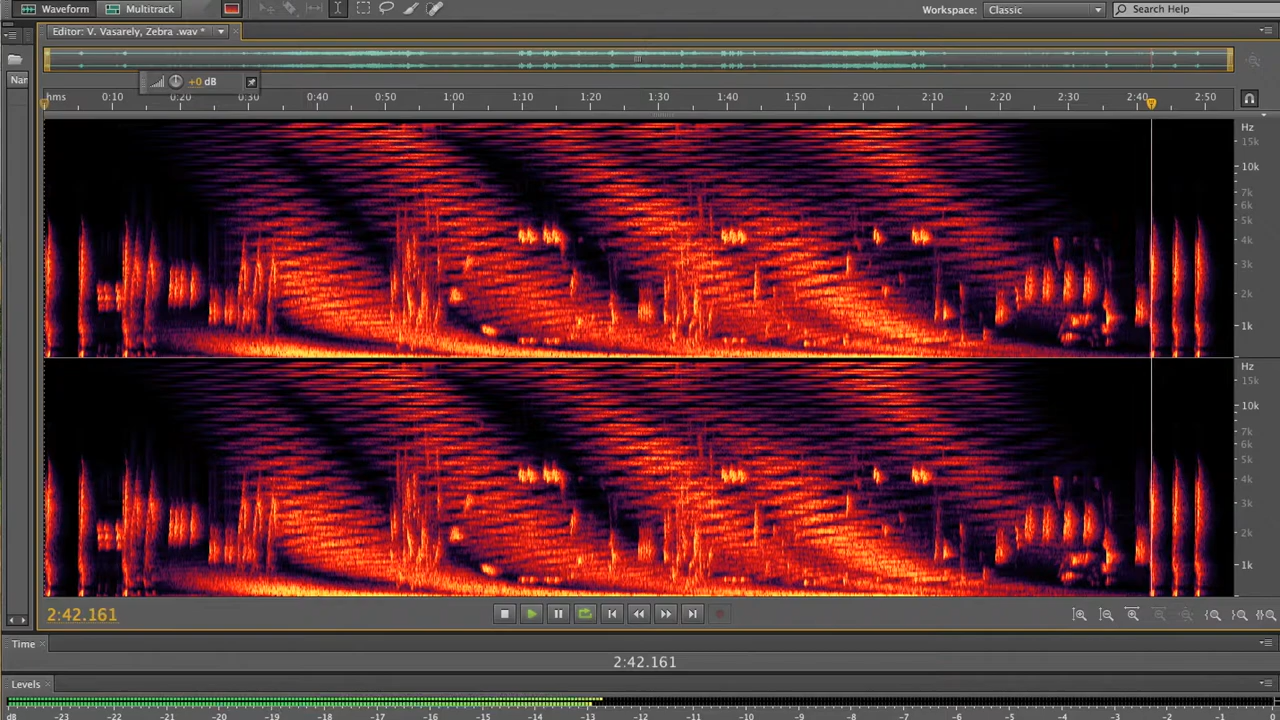 Waveform Multitrack Workspace: Classic Search Help
Editor: V. Vasarely, Zebra .wav *
Nar
+0 dB
hms 0:10 0:20 0:30 0:40 0:50 1:00 1:10 1:20 1:30 1:40 1:50 2:00 2:10 2:20 2:30 2:40 2:50
Hz
15k
10k
7k
6k
5k
4k
3k
2k
1k
Hz
15k
10k
7k
6k
5k
4k
3k
2k
1k
2:42.161
Time
2:42.161
Levels
dB -23 -22 -21 -20 -19 -18 -17 -16 -15 -14 -13 -12 -11 -10 -9 -8 -7 -6 -5 -4 -3 -2 -1